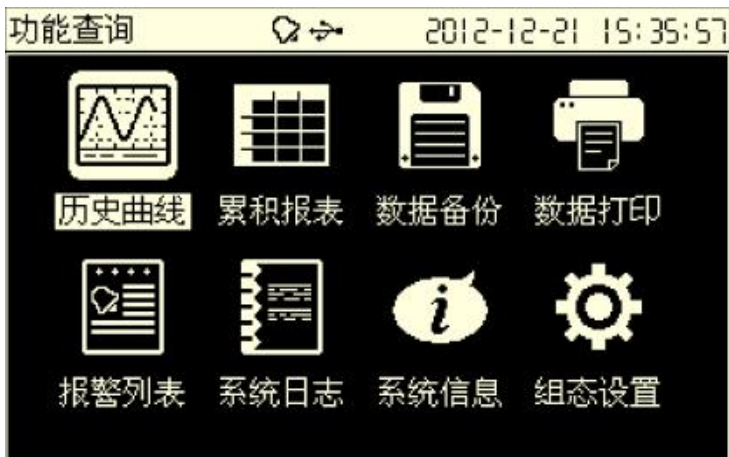 功能查询 2012-12-21 15:35:57
历史曲线 累积报表 数据备份 数据打印
i
报警列表 系统日志 系统信息 组态设置